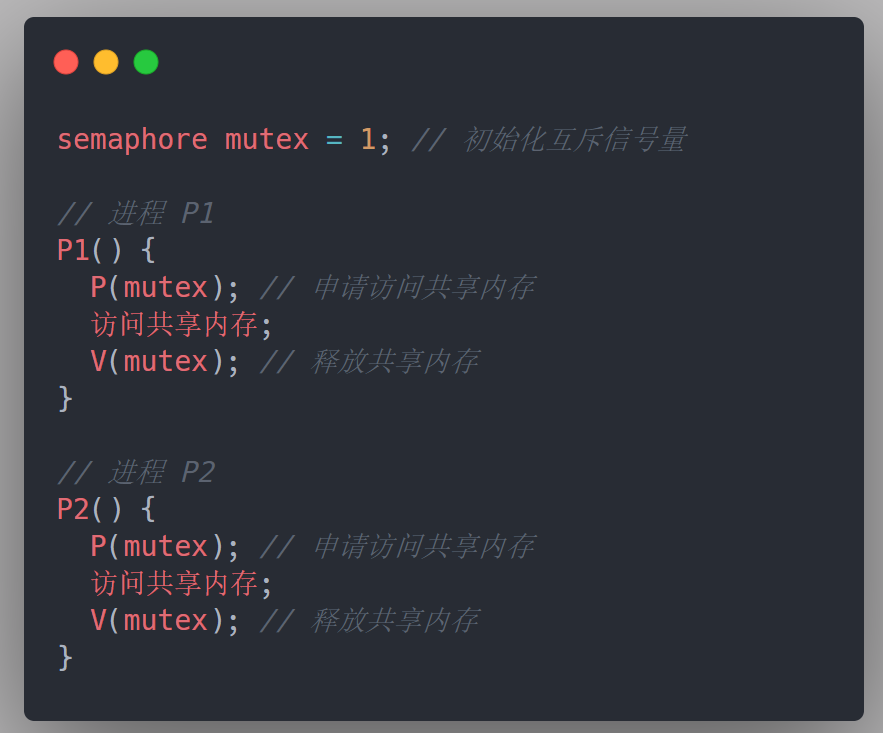 semaphore mutex = 1; // 初始化互斥信号量
// 进程 P1
P1() {
P(mutex); // 申请访问共享内存
访问共享内存;
V(mutex); // 释放共享内存
}
// 进程 P2
P2() {
P(mutex); // 申请访问共享内存
访问共享内存;
V(mutex); // 释放共享内存
}